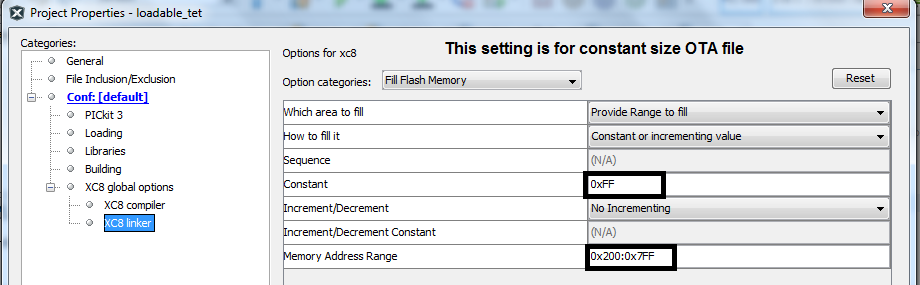 Project Properties - loadable_tet
Categories:
General
File Inclusion/Exclusion
Conf: [default]
PICkit 3
Loading
Libraries
Building
XC8 global options
XC8 compiler
XC8 linker
Options for xc8
This setting is for constant size OTA file
Option categories: Fill Flash Memory Reset
Which area to fill Provide Range to fill
How to fill it Constant or incrementing value
Sequence (N/A)
Constant 0xFF
Increment/Decrement No Incrementing
Increment/Decrement Constant (N/A)
Memory Address Range 0x200:0x7FF